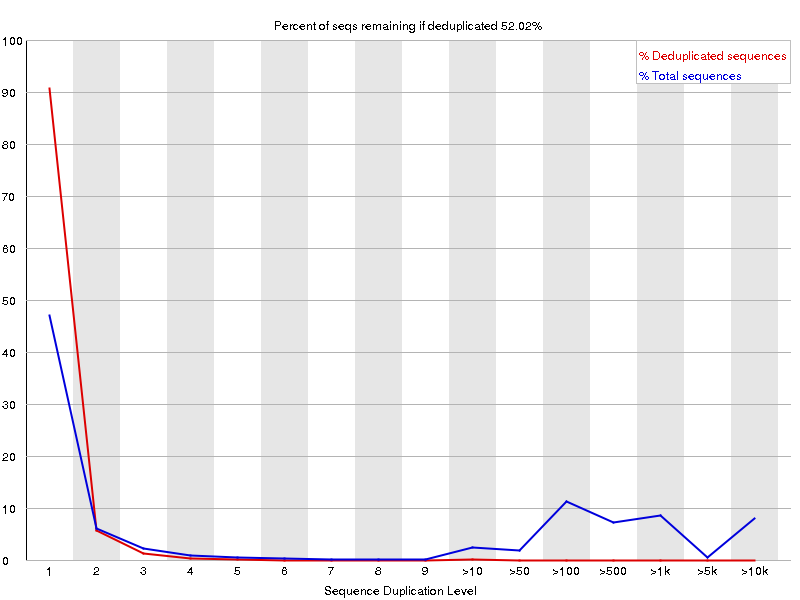 Percent of seqs remaining if deduplicated 52.02%
% Deduplicated sequences
% Total sequences
100
90
80
70
60
50
40
30
20
10
0
1 2 3 4 5 6 7 8 9 >10 >50 >100 >500 >1k >5k >10k
Sequence Duplication Level